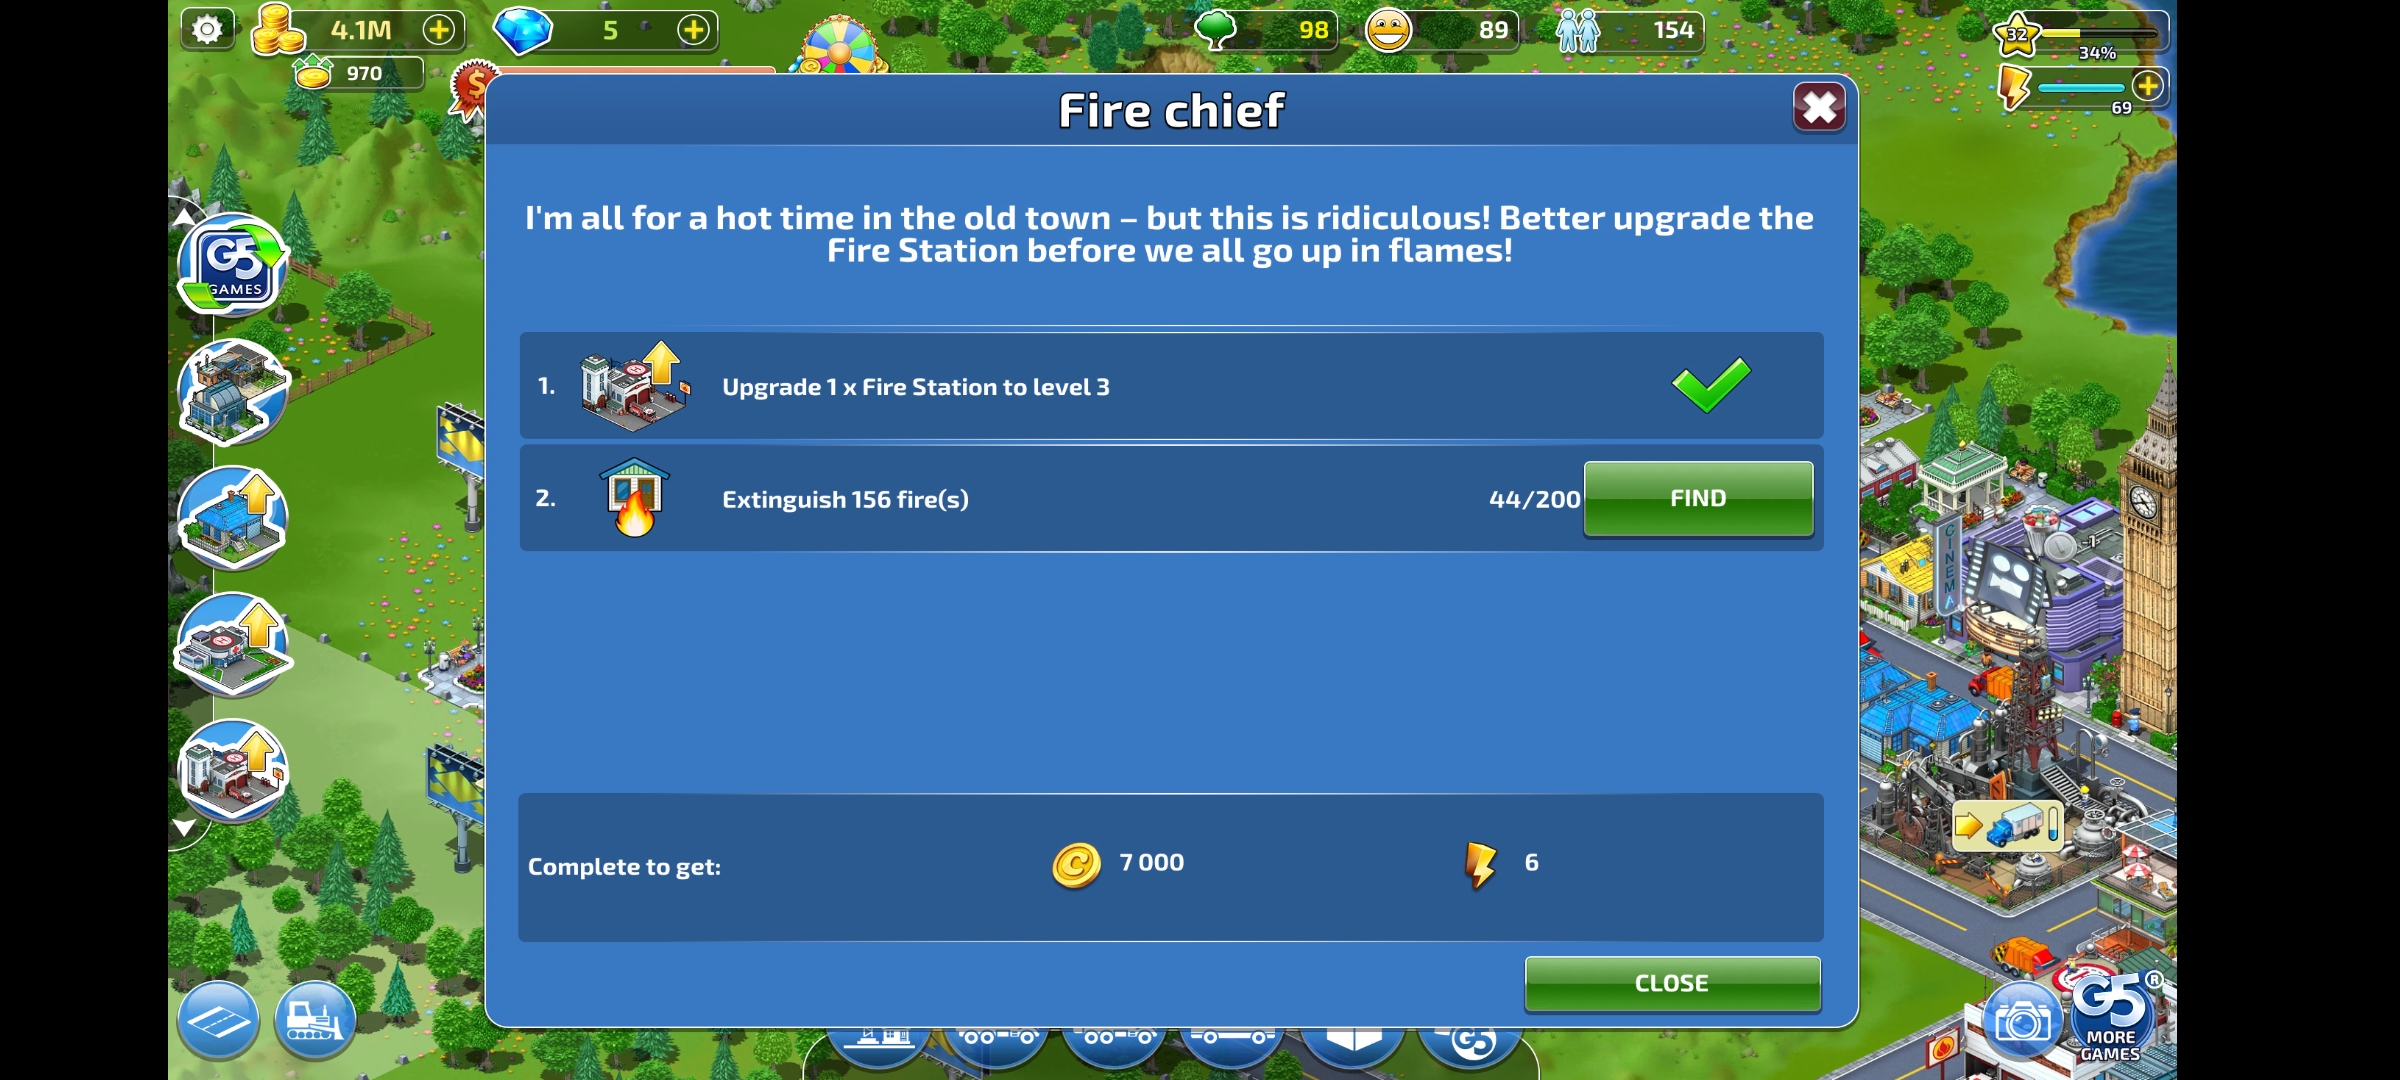 4.1M
5
98
89
154
32
34%
970
69
Fire chief
I'm all for a hot time in the old town – but this is ridiculous! Better upgrade the
Fire Station before we all go up in flames!
G5
GAMES
1. Upgrade 1 x Fire Station to level 3
2. Extinguish 156 fire(s) 44/200 FIND
CINEMA
-1
Complete to get: 7 000 6
CLOSE
G5
G5®
MORE
GAMES